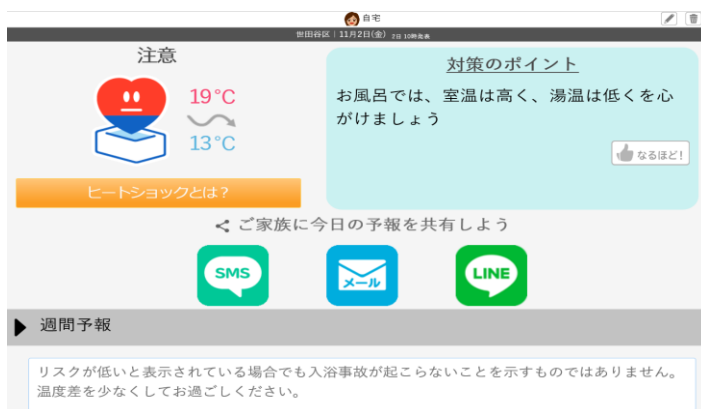 自宅
世田谷区｜11月2日(金) 2日 10時発表
注意
19℃
13℃
ヒートショックとは？
対策のポイント
お風呂では、室温は高く、湯温は低くを心
がけましょう
なるほど!
ご家族に今日の予報を共有しよう
SMS
メール
LINE
週間予報
リスクが低いと表示されている場合でも入浴事故が起こらないことを示すものではありません。
温度差を少なくしてお過ごしください。